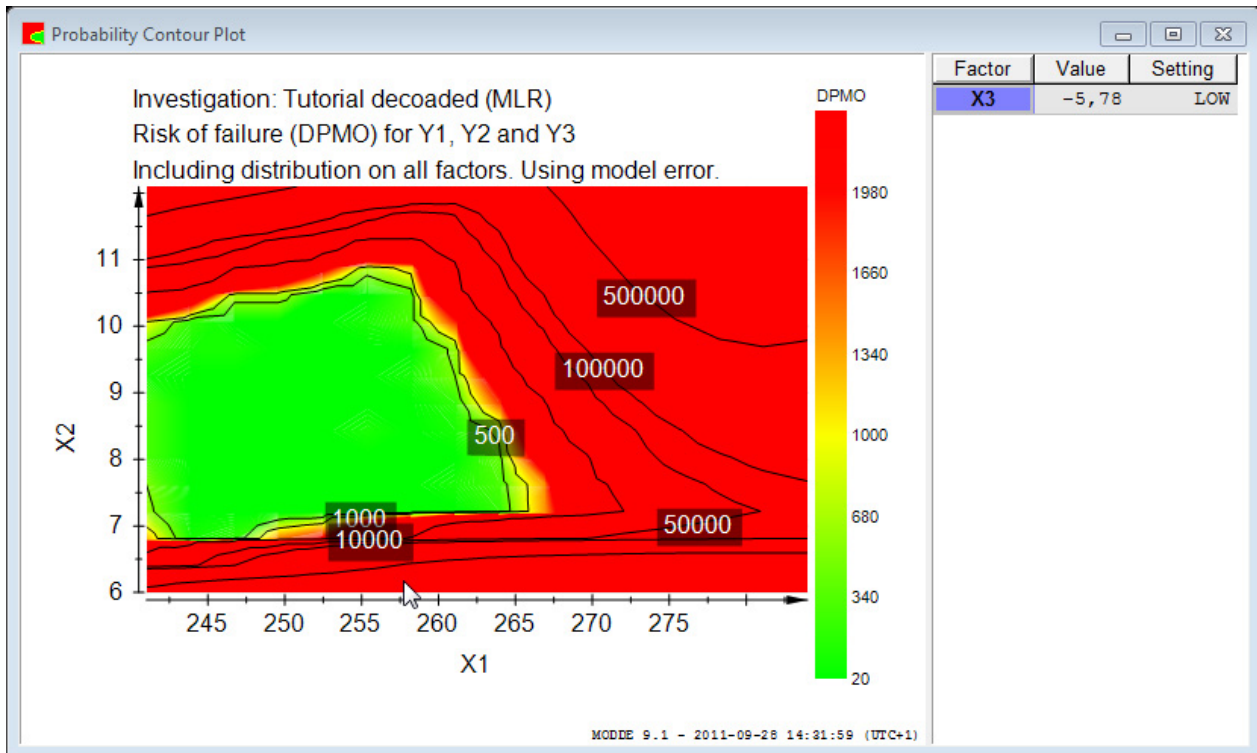 Probability Contour Plot
Investigation: Tutorial decoaded (MLR)
Risk of failure (DPMO) for Y1, Y2 and Y3
Including distribution on all factors. Using model error.
DPMO
1980
1660
1340
1000
680
340
20
X2
11
10
9
8
7
6
500000
100000
500
1000
10000
50000
245 250 255 260 265 270 275
X1
MODDE 9.1 - 2011-09-28 14:31:59 (UTC+1)
Factor Value Setting
X3 -5,78 LOW